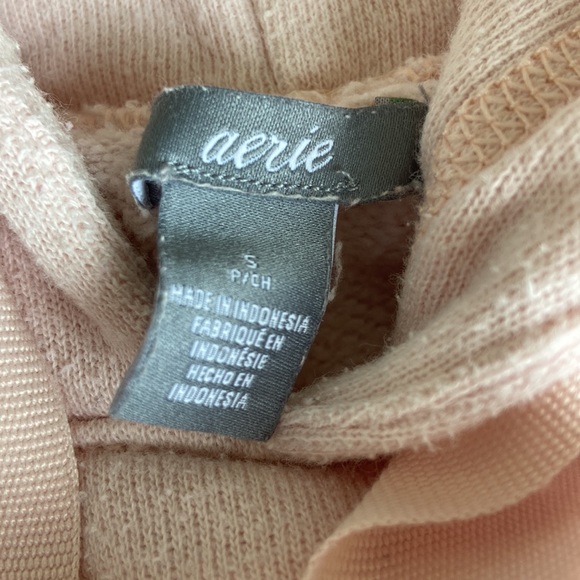 aerie
S
P/CH
MADE IN INDONESIA
FABRIQUÉ EN
INDONÉSIE
HECHO EN
INDONESIA